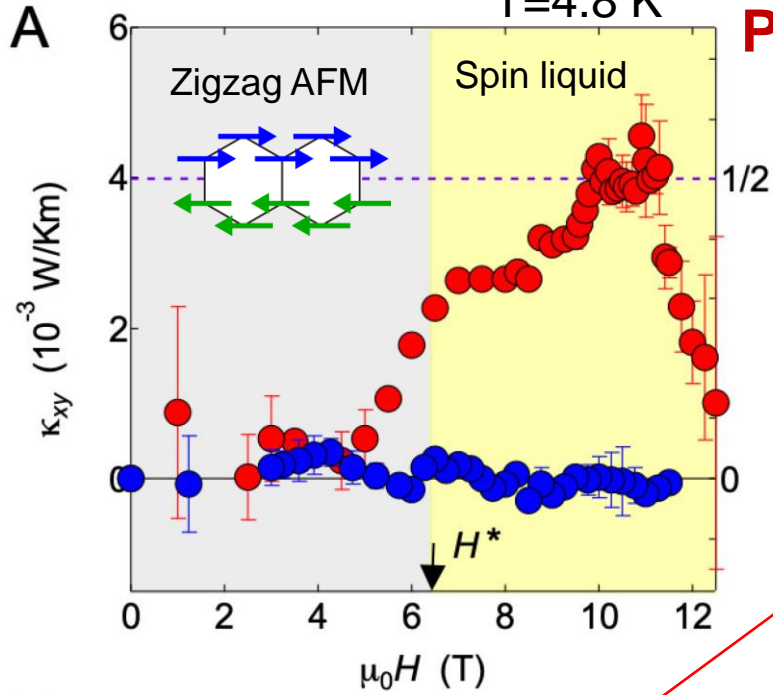 A
T=4.8 K
P
6
Zigzag AFM
Spin liquid
4
1/2
κxy (10⁻³ W/Km)
2
0
0
H*
0
2
4
6
8
10
12
μ₀H (T)